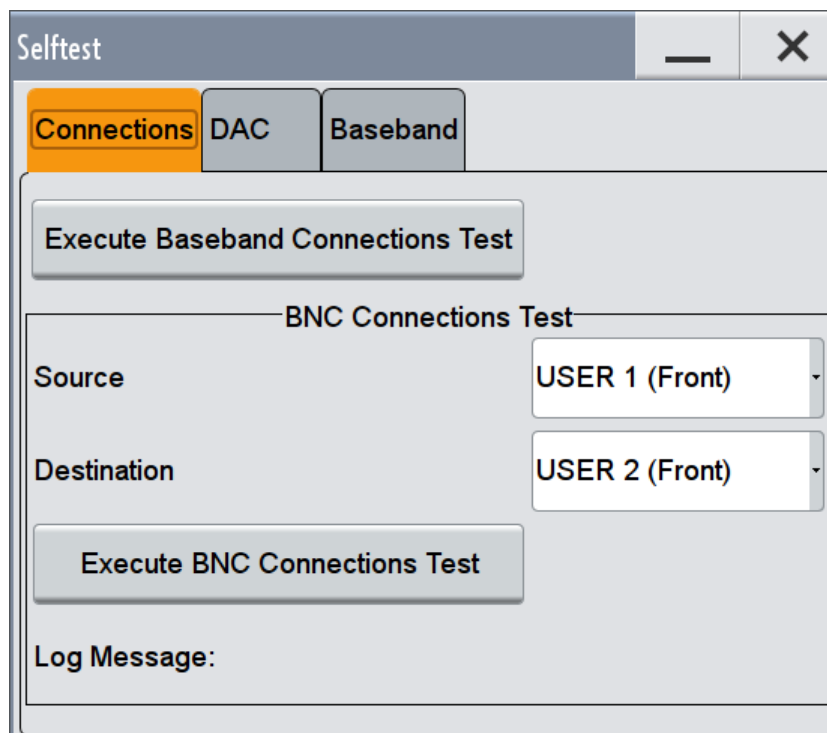 Selftest
Connections DAC Baseband
Execute Baseband Connections Test
BNC Connections Test
Source USER 1 (Front)
Destination USER 2 (Front)
Execute BNC Connections Test
Log Message: